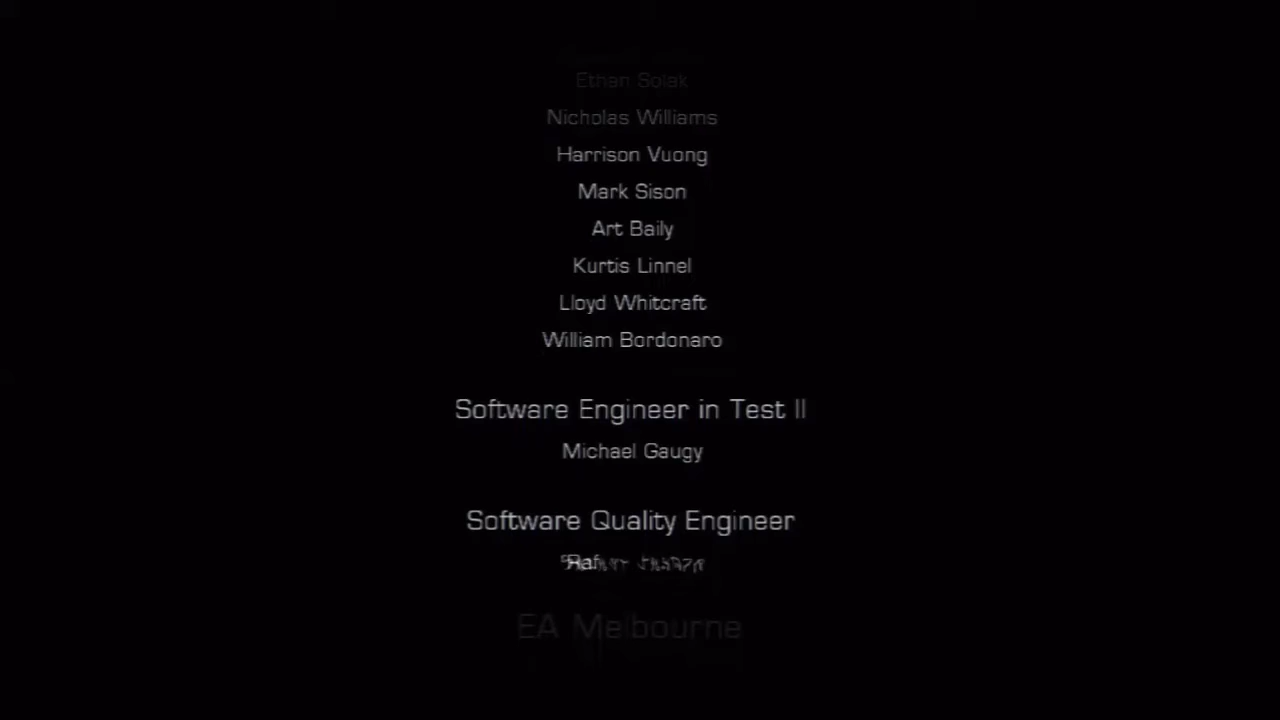 Ethan Solak
Nicholas Williams
Harrison Vuong
Mark Sison
Art Baily
Kurtis Linnel
Lloyd Whitcraft
William Bordonaro
Software Engineer in Test II
Michael Gaugy
Software Quality Engineer
EA Melbourne